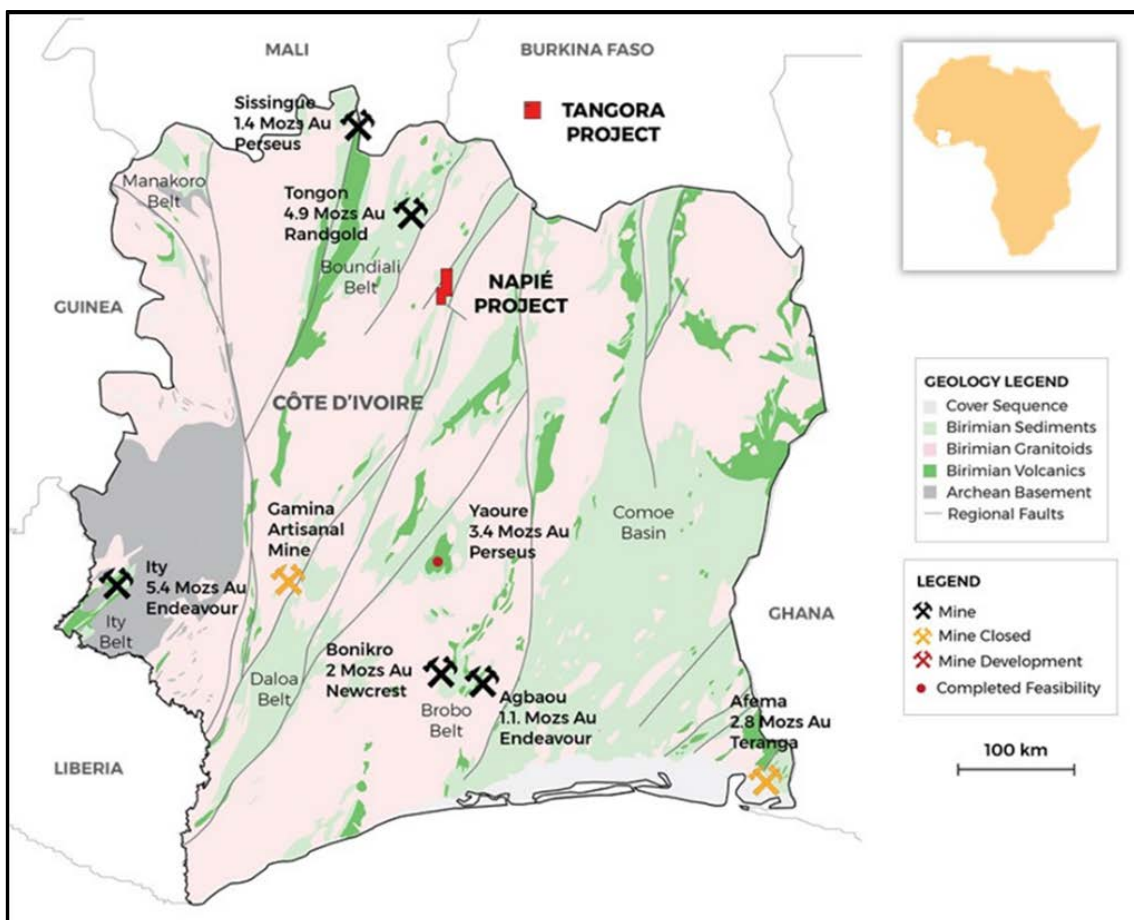 MALI
BURKINA FASO
Sissingue
1.4 Mozs Au
Perseus
TANGORA
PROJECT
Manakoro
Belt
Tongon
4.9 Mozs Au
Randgold
Boundiali
Belt
NAPIÉ
PROJECT
GUINEA
CÔTE D'IVOIRE
GEOLOGY LEGEND
Cover Sequence
Birimian Sediments
Birimian Granitoids
Birimian Volcanics
Archean Basement
Regional Faults
Gamina
Artisanal
Mine
Yaoure
3.4 Mozs Au
Perseus
Comoe
Basin
Ity
5.4 Mozs Au
Endeavour
Ity
Belt
GHANA
LEGEND
Mine
Mine Closed
Mine Development
Completed Feasibility
Bonikro
2 Mozs Au
Newcrest
Daloa
Belt
Brobo
Belt
Agbaou
1.1. Mozs Au
Endeavour
Afema
2.8 Mozs Au
Teranga
LIBERIA
100 km